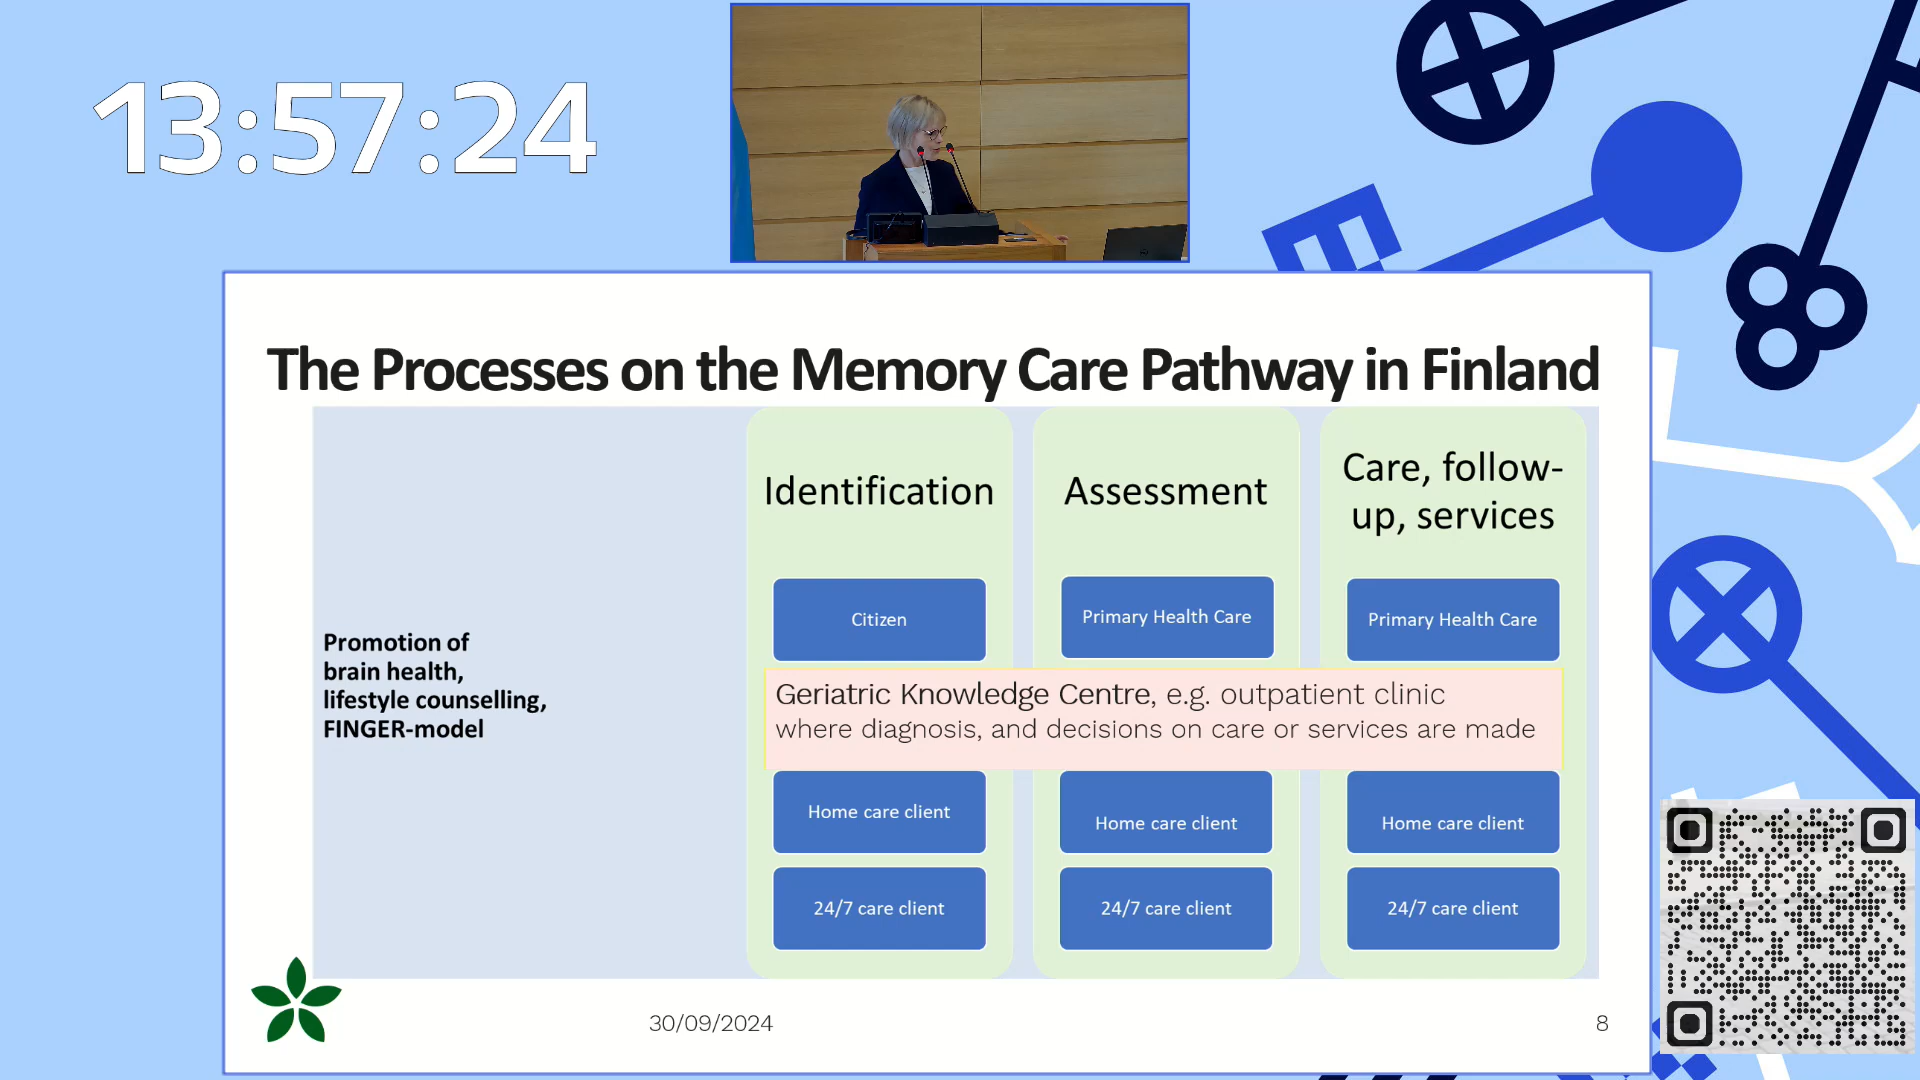 13:57:24
The Processes on the Memory Care Pathway in Finland
Promotion of
brain health,
lifestyle counselling,
FINGER-model
Identification
Assessment
Care, follow-
up, services
Citizen
Primary Health Care
Primary Health Care
Geriatric Knowledge Centre, e.g. outpatient clinic
where diagnosis, and decisions on care or services are made
Home care client
Home care client
Home care client
24/7 care client
24/7 care client
24/7 care client
30/09/2024
8